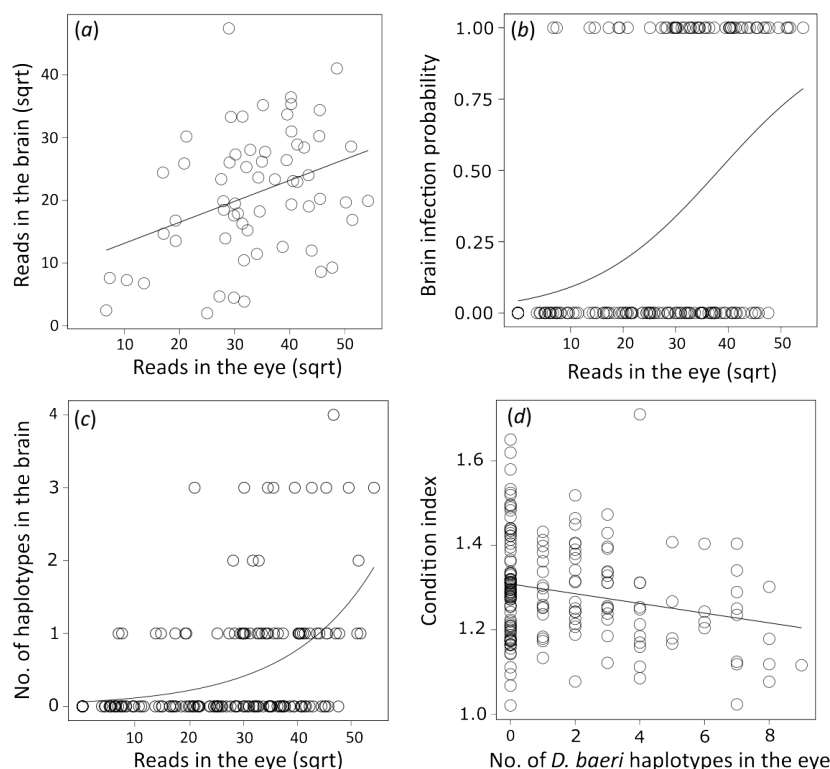 (a)
Reads in the brain (sqrt)
40
30
20
10
0
10 20 30 40 50
Reads in the eye (sqrt)
(b)
Brain infection probability
1.00
0.75
0.50
0.25
0.00
10 20 30 40 50
Reads in the eye (sqrt)
(c)
No. of haplotypes in the brain
4
3
2
1
0
10 20 30 40 50
Reads in the eye (sqrt)
(d)
Condition index
1.6
1.4
1.2
1.0
0 2 4 6 8
No. of D. baeri haplotypes in the eye